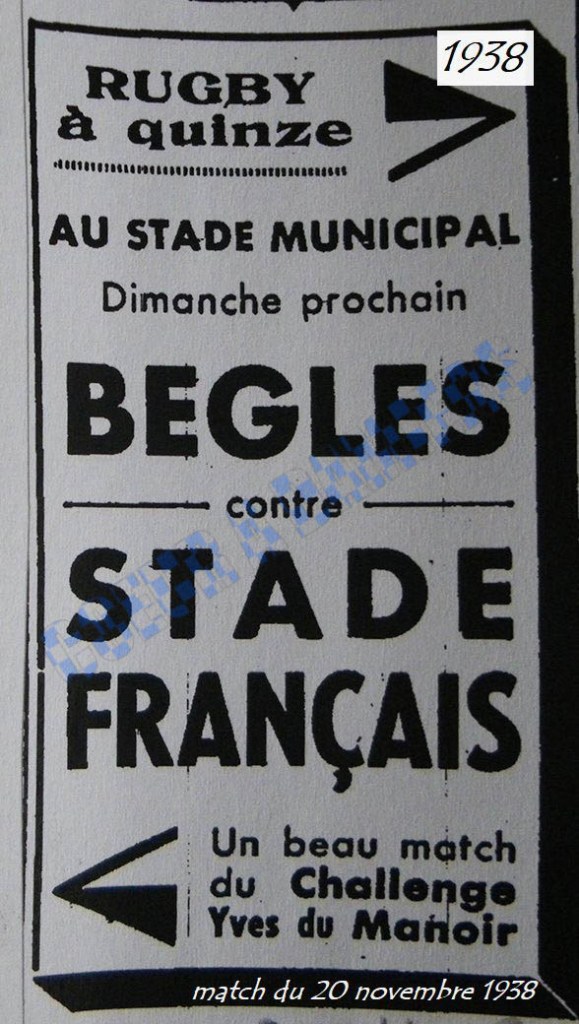 1938
RUGBY
à quinze
AU STADE MUNICIPAL
Dimanche prochain
BEGLES
contre
STADE
FRANÇAIS
Un beau match
du Challenge
Yves du Manoir
match du 20 novembre 1938